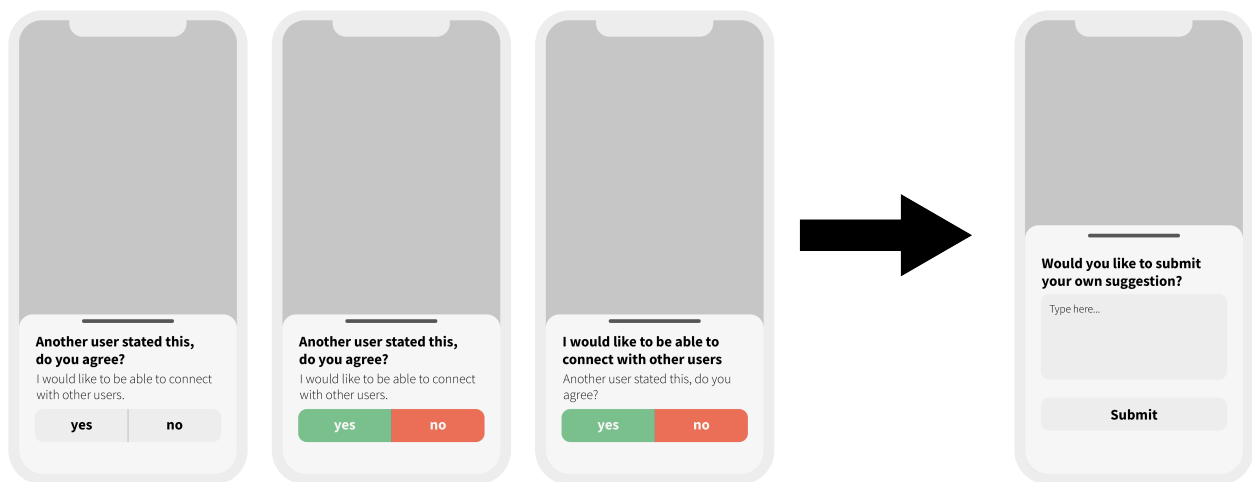 Another user stated this,
do you agree?
I would like to be able to connect
with other users.
yes no
Another user stated this,
do you agree?
I would like to be able to connect
with other users.
yes no
I would like to be able to
connect with other users
Another user stated this, do you
agree?
yes no
Would you like to submit
your own suggestion?
Type here...
Submit